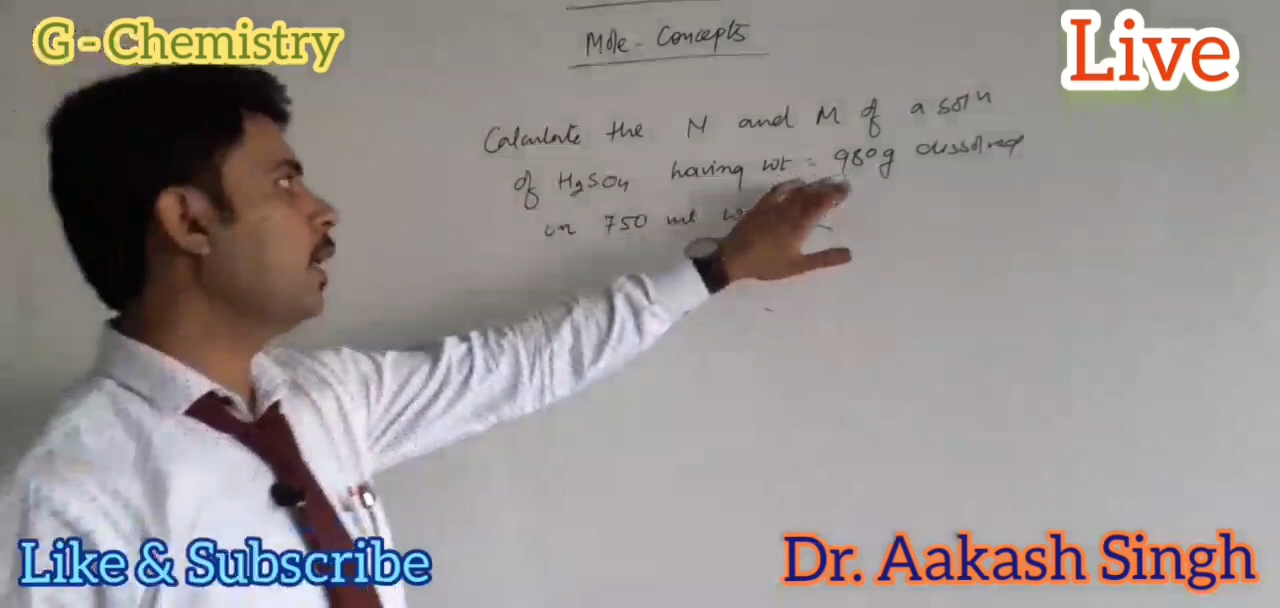 G - Chemistry
Live
Mole - Concepts
Calculate the N and M of a soln
of H2SO4 having wt = 980g dissolved
in 750 ml
Like & Subscribe
Dr. Aakash Singh